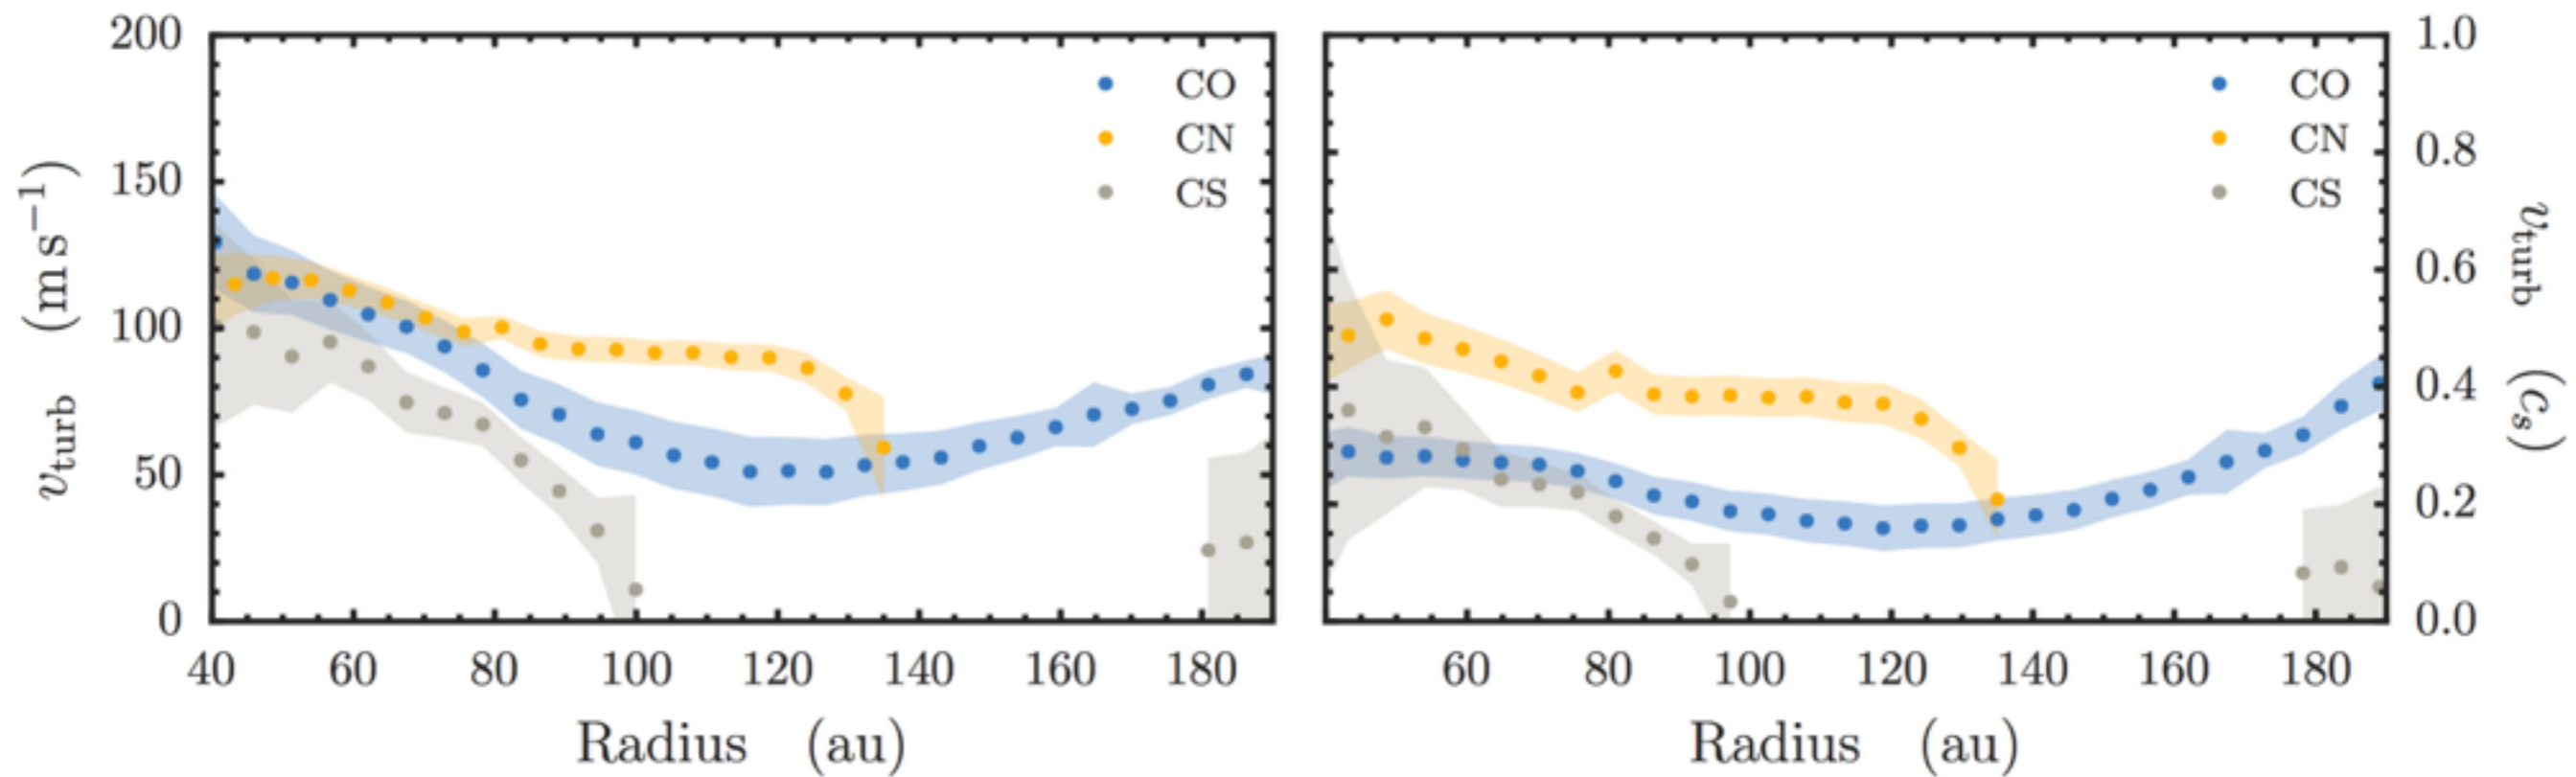 200
150
100
50
0
v_turb (m s⁻¹)
CO
CN
CS
40 60 80 100 120 140 160 180
Radius (au)
CO
CN
CS
1.0
0.8
0.6
0.4
0.2
0.0
v_turb (c_s)
60 80 100 120 140 160 180
Radius (au)